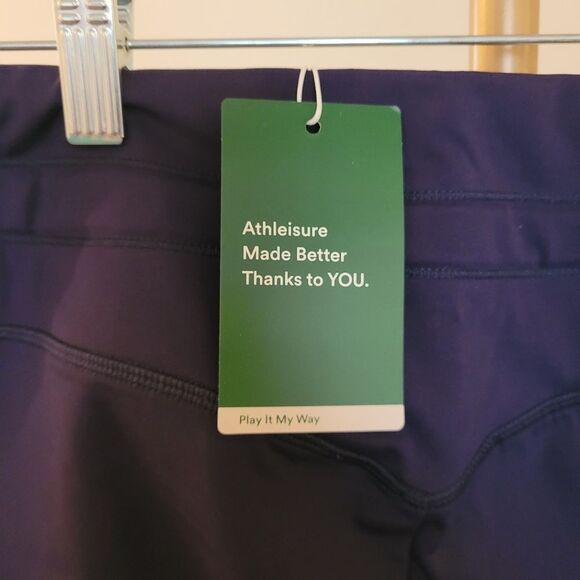 Athleisure
Made Better
Thanks to YOU.
Play It My Way